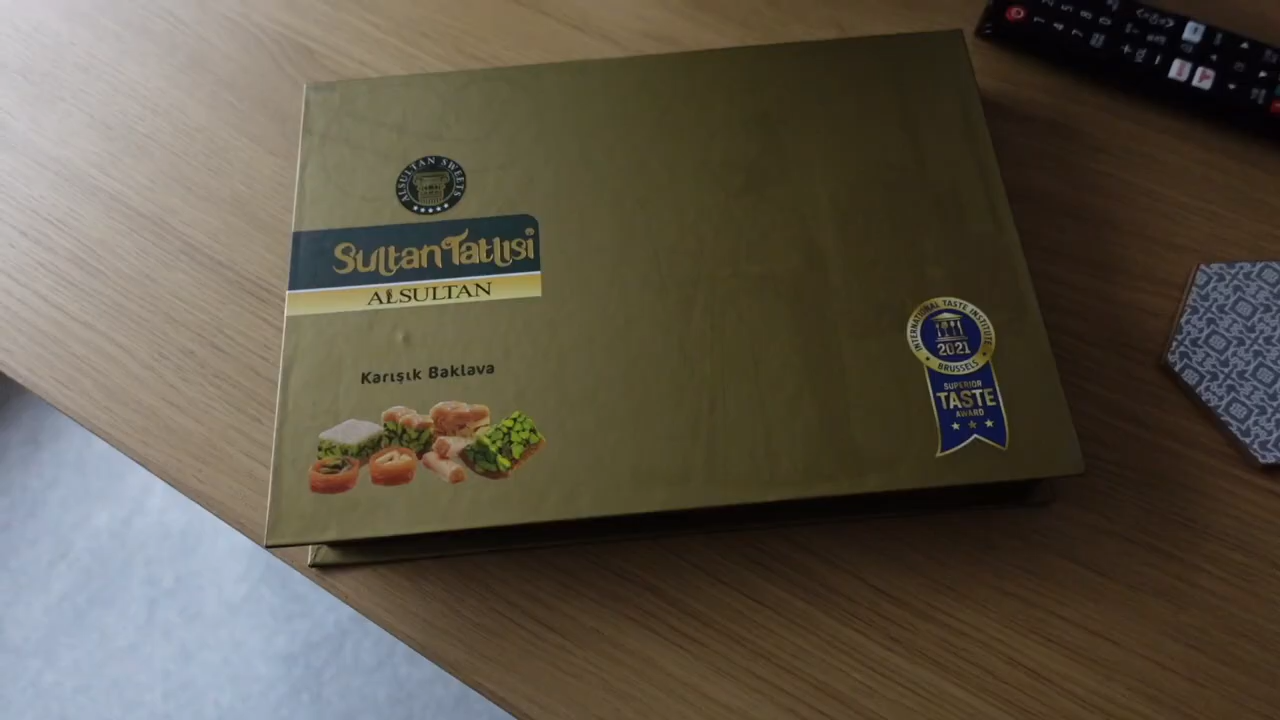 ALSULTAN SWEETS
Sultan Tatlısı®
ALSULTAN
Karışık Baklava
INTERNATIONAL TASTE INSTITUTE
2021
BRUSSELS
SUPERIOR
TASTE
AWARD